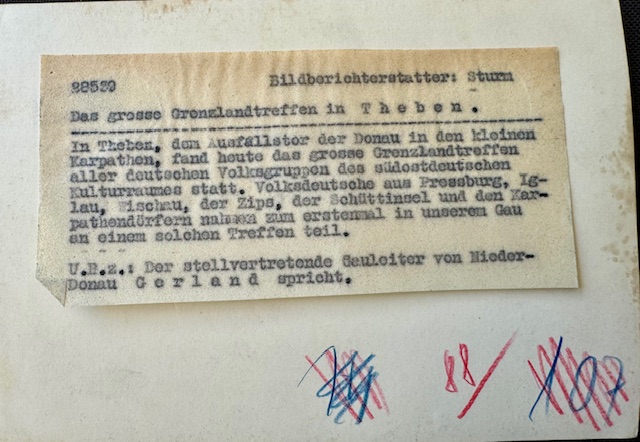 28530 Bildberichterstatter: Sturm
Das grosse Grenzlandtreffen in T h e b e n .
In Theben, dem Ausfallstor der Donau in den kleinen
Karpathen, fand heute das grosse Grenzlandtreffen
aller deutschen Volksgruppen des südostdeutschen
Kulturraumes statt. Volksdeutsche aus Pressburg, Ig-
lau, Wischau, der Zips, der Schüttinsel und den Kar-
pathendörfern nahmen zum erstenmal in unserem Gau
an einem solchen Treffen teil.
U.B.z.: Der stellvertretende Gauleiter von Nieder-
Donau G e r l a n d spricht.
88/ 107